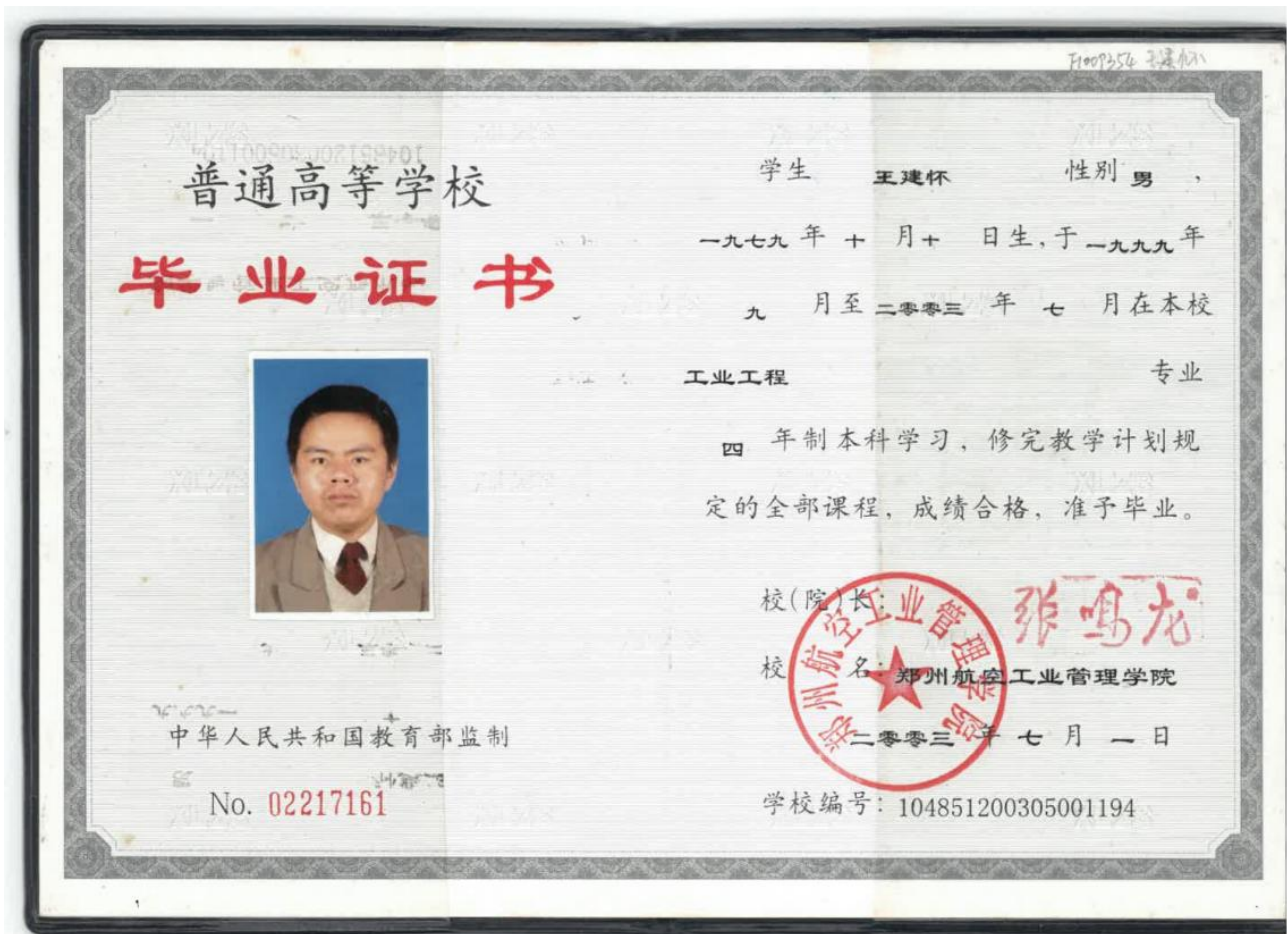 普通高等学校
毕业证书
中华人民共和国教育部监制
No. 02217161
学生 王建怀 性别 男，
一九七九 年 十 月 十 日生，于 一九九九 年
九 月至 二零零三 年 七 月在本校
工业工程 专业
四 年制本科学习，修完教学计划规
定的全部课程，成绩合格，准予毕业。
校(院)长： 张鸣龙
校 名：郑州航空工业管理学院
郑州航空工业管理学院
二零零三 年 七 月 一 日
学校编号：104851200305001194